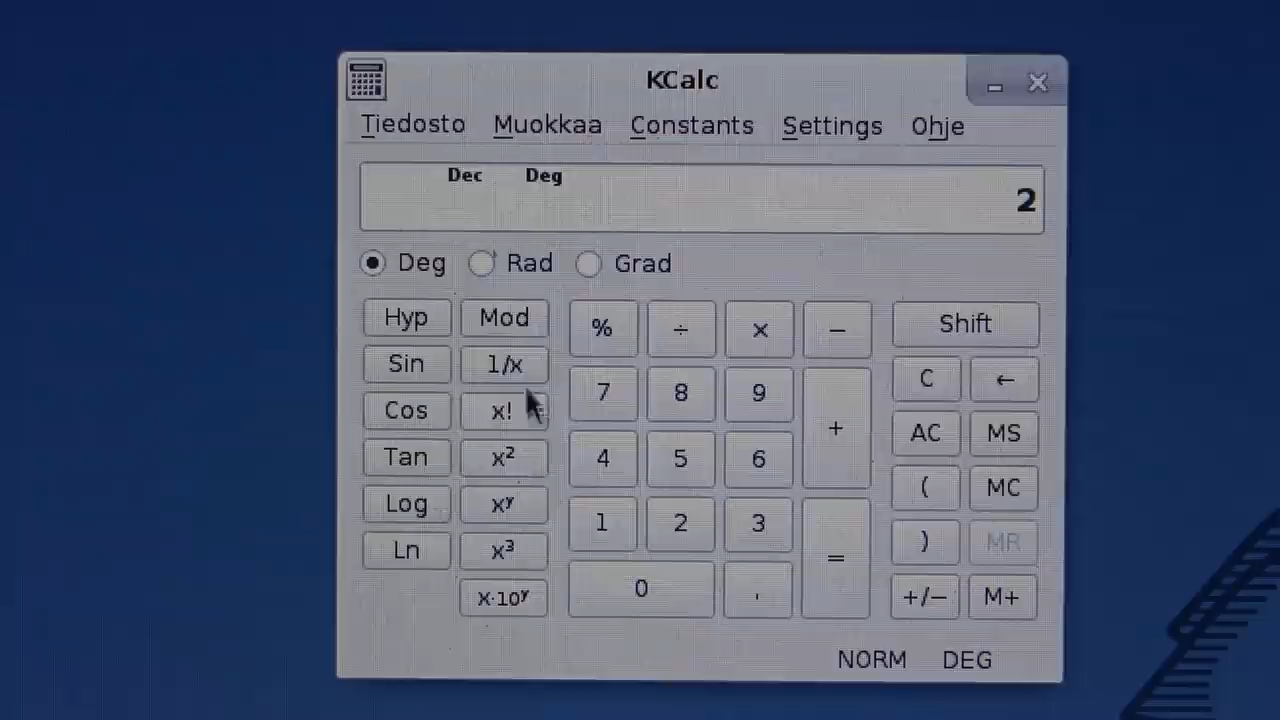 KCalc
Tiedosto Muokkaa Constants Settings Ohje
Dec Deg
2
Deg Rad Grad
Hyp Mod % ÷ × − Shift
Sin 1/x 7 8 9 + C ←
Cos x! 4 5 6 AC MS
Tan x² 1 2 3 = ( MC
Log xʸ 0 , ) MR
Ln x³ +/− M+
x·10ʸ
NORM DEG